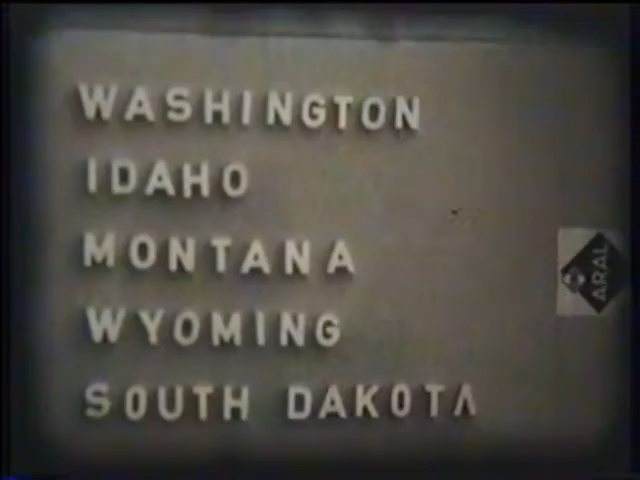 WASHINGTON
IDAHO
MONTANA
WYOMING
SOUTH DAKOTA
ARAL